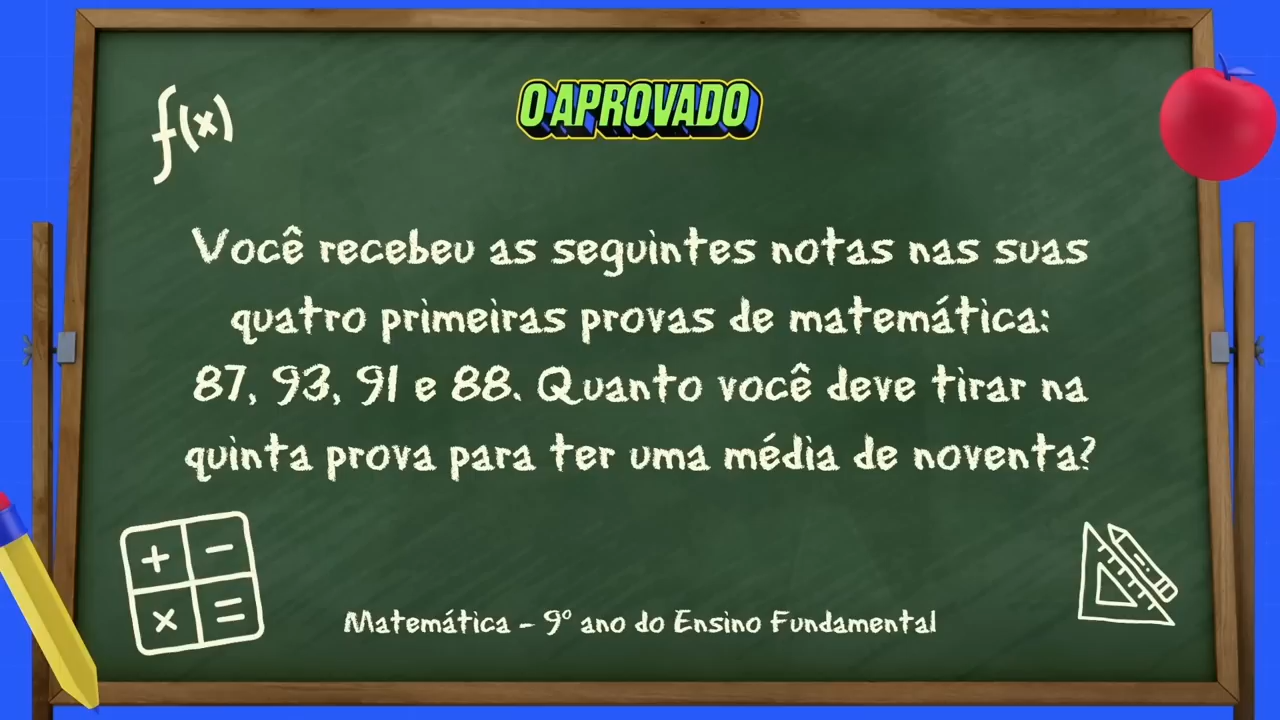 f(x)
O APROVADO
Você recebeu as seguintes notas nas suas
quatro primeiras provas de matemática:
87, 93, 91 e 88. Quanto você deve tirar na
quinta prova para ter uma média de noventa?
+ -
× =
Matemática - 9º ano do Ensino Fundamental